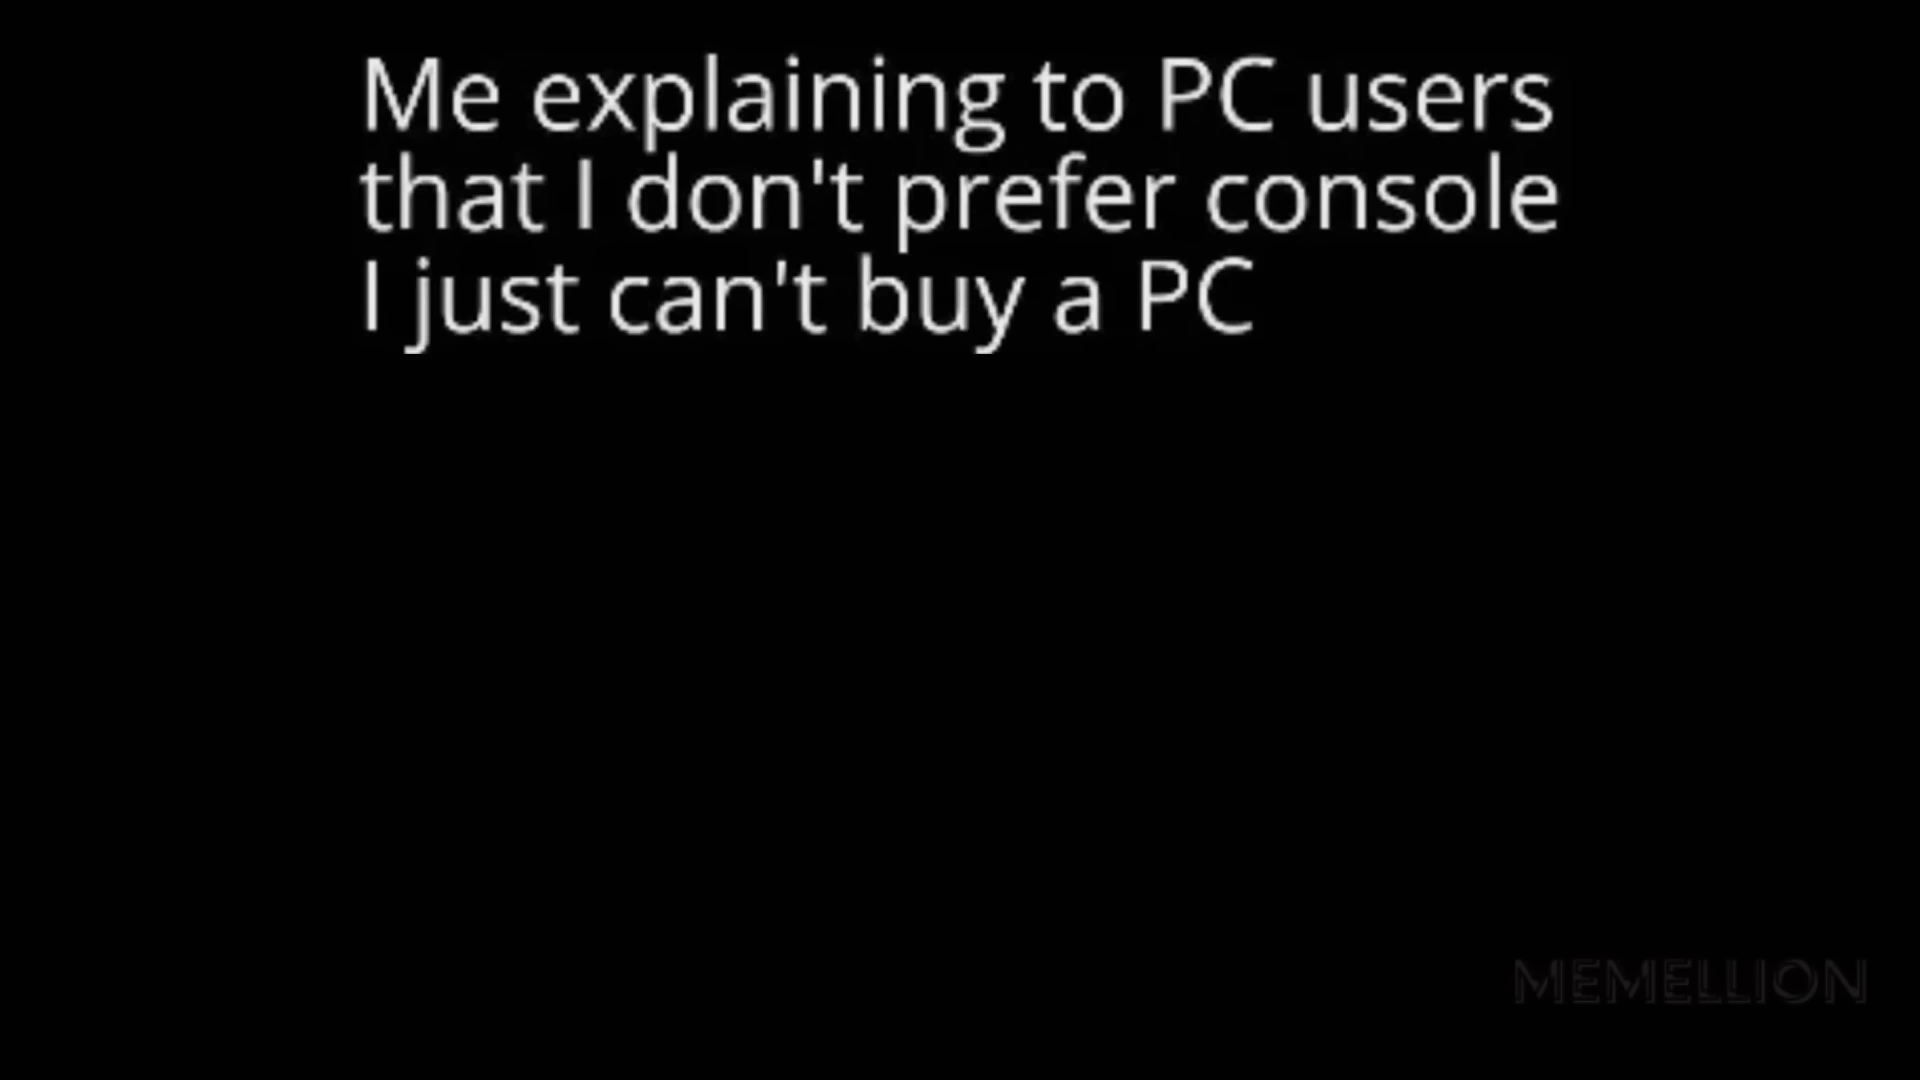 Me explaining to PC users
that I don't prefer console
I just can't buy a PC
MEMELLION